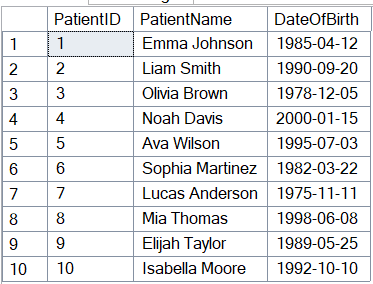 PatientID PatientName DateOfBirth
1 1 Emma Johnson 1985-04-12
2 2 Liam Smith 1990-09-20
3 3 Olivia Brown 1978-12-05
4 4 Noah Davis 2000-01-15
5 5 Ava Wilson 1995-07-03
6 6 Sophia Martinez 1982-03-22
7 7 Lucas Anderson 1975-11-11
8 8 Mia Thomas 1998-06-08
9 9 Elijah Taylor 1989-05-25
10 10 Isabella Moore 1992-10-10